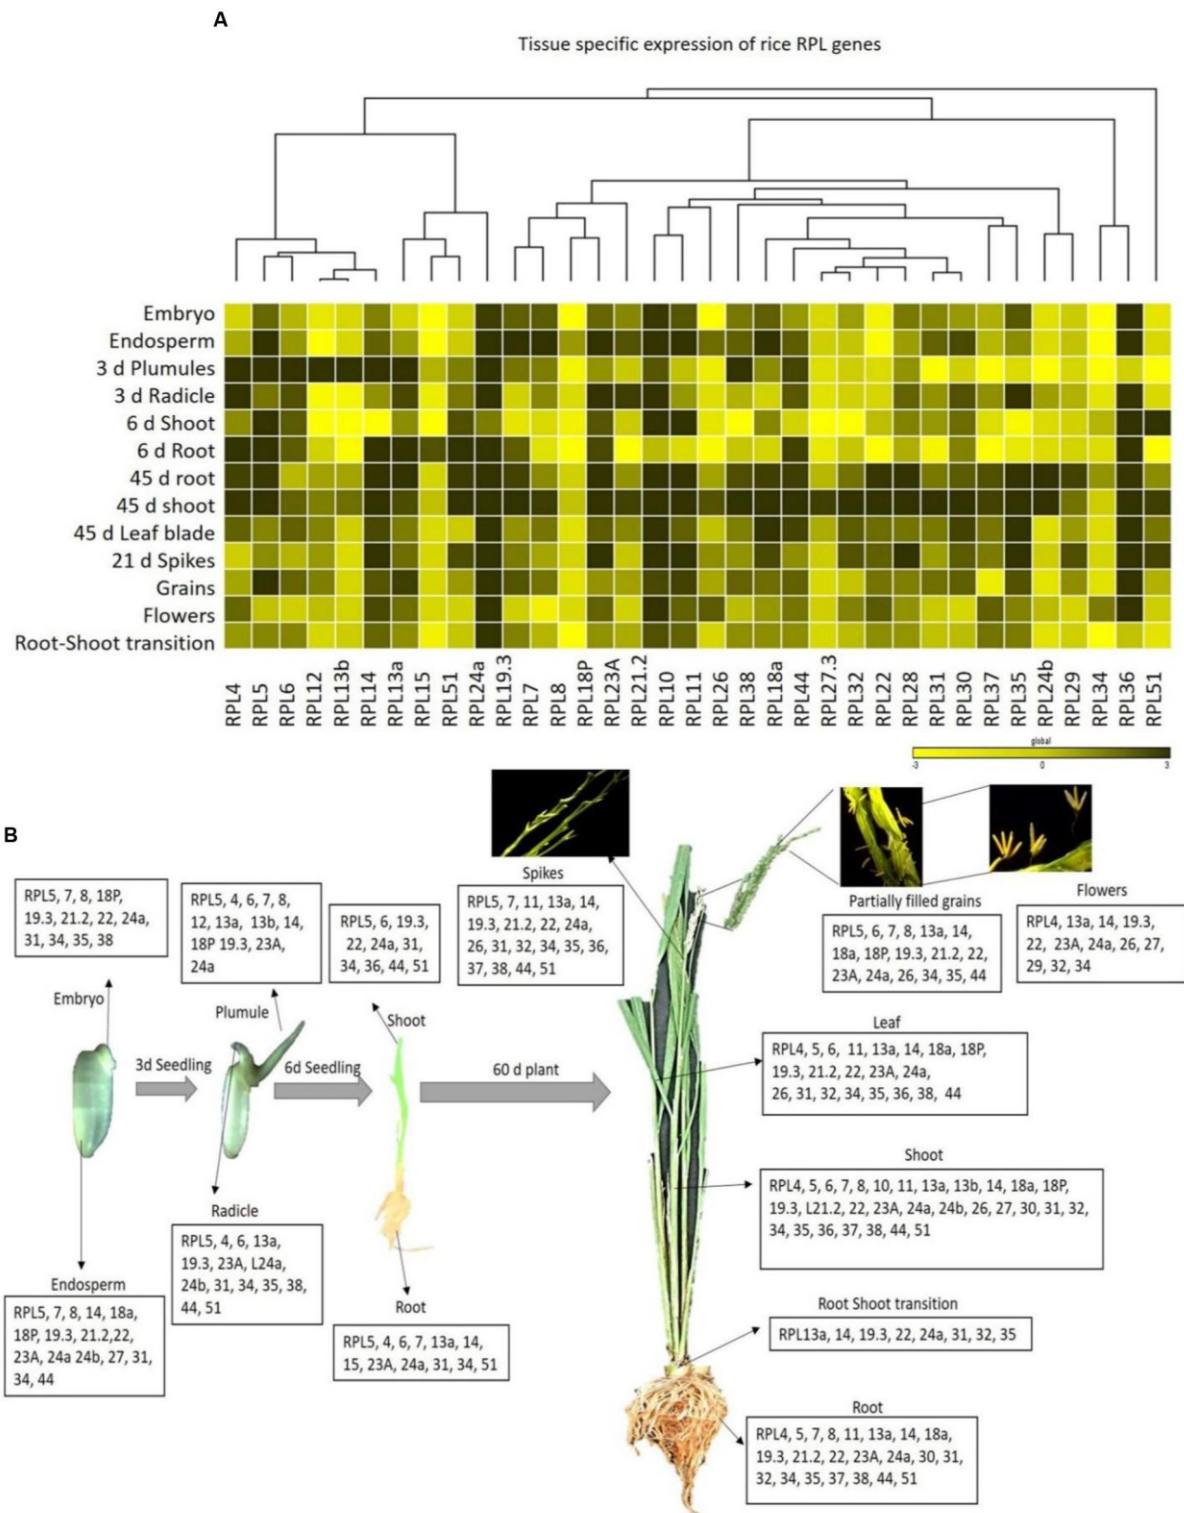 A
Tissue specific expression of rice RPL genes
Embryo
Endosperm
3 d Plumules
3 d Radicle
6 d Shoot
6 d Root
45 d root
45 d shoot
45 d Leaf blade
21 d Spikes
Grains
Flowers
Root-Shoot transition
RPL4
RPL5
RPL6
RPL12
RPL13b
RPL14
RPL13a
RPL15
RPL51
RPL24a
RPL19.3
RPL7
RPL8
RPL18P
RPL23A
RPL21.2
RPL10
RPL11
RPL26
RPL38
RPL18a
RPL44
RPL27.3
RPL32
RPL22
RPL28
RPL31
RPL30
RPL37
RPL35
RPL24b
RPL29
RPL34
RPL36
RPL51
global
-3 0 3
B
RPL5, 7, 8, 18P,
19.3, 21.2, 22, 24a,
31, 34, 35, 38
Embryo
RPL5, 4, 6, 7, 8,
12, 13a, 13b, 14,
18P 19.3, 23A,
24a
Plumule
RPL5, 6, 19.3,
22, 24a, 31,
34, 36, 44, 51
Shoot
Spikes
RPL5, 7, 11, 13a, 14,
19.3, 21.2, 22, 24a,
26, 31, 32, 34, 35, 36,
37, 38, 44, 51
Partially filled grains
RPL5, 6, 7, 8, 13a, 14,
18a, 18P, 19.3, 21.2, 22,
23A, 24a, 26, 34, 35, 44
Flowers
RPL4, 13a, 14, 19.3,
22, 23A, 24a, 26, 27,
29, 32, 34
3d Seedling
6d Seedling
60 d plant
Leaf
RPL4, 5, 6, 11, 13a, 14, 18a, 18P,
19.3, 21.2, 22, 23A, 24a,
26, 31, 32, 34, 35, 36, 38, 44
Shoot
RPL4, 5, 6, 7, 8, 10, 11, 13a, 13b, 14, 18a, 18P,
19.3, L21.2, 22, 23A, 24a, 24b, 26, 27, 30, 31, 32,
34, 35, 36, 37, 38, 44, 51
Radicle
RPL5, 4, 6, 13a,
19.3, 23A, L24a,
24b, 31, 34, 35, 38,
44, 51
Endosperm
RPL5, 7, 8, 14, 18a,
18P, 19.3, 21.2,22,
23A, 24a 24b, 27, 31,
34, 44
Root
RPL5, 4, 6, 7, 13a, 14,
15, 23A, 24a, 31, 34, 51
Root Shoot transition
RPL13a, 14, 19.3, 22, 24a, 31, 32, 35
Root
RPL4, 5, 7, 8, 11, 13a, 14, 18a,
19.3, 21.2, 22, 23A, 24a, 30, 31,
32, 34, 35, 37, 38, 44, 51